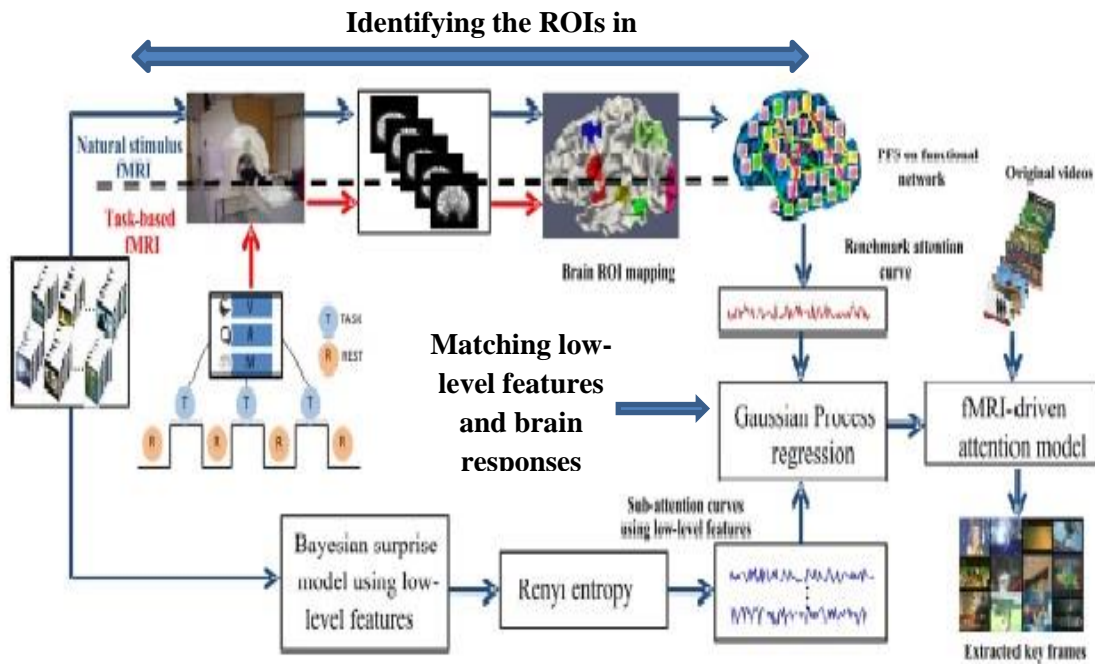 Identifying the ROIs in
Natural stimulus
fMRI
Task-based
fMRI
Brain ROI mapping
PFS on functional
network
Original videos
Benchmark attention
curve
V
A
M
T TASK
R REST
T T T
R R R R
Matching low-
level features
and brain
responses
Gaussian Process
regression
fMRI-driven
attention model
Sub-attention curves
using low-level features
Bayesian surprise
model using low-
level features
Renyi entropy
Extracted key frames